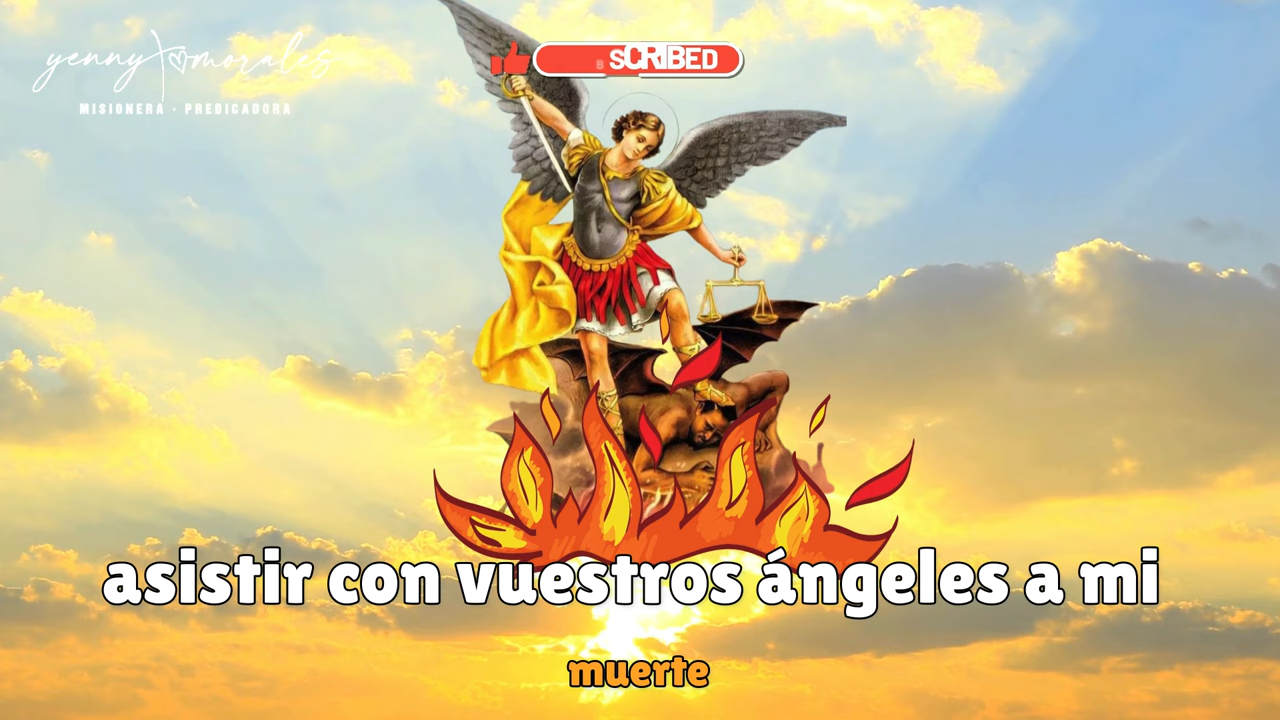 yenny morales
MISIONERA · PREDICADORA
SCRIBED
asistir con vuestros ángeles a mi
muerte